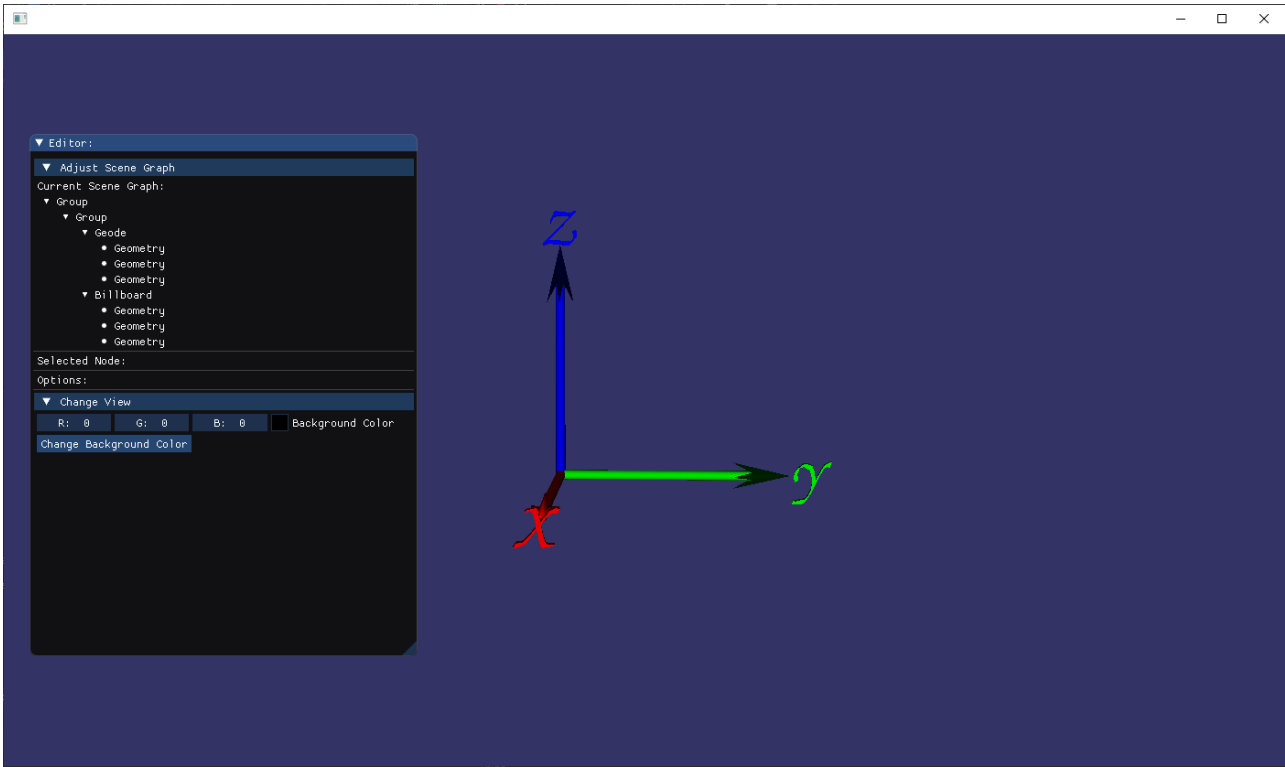 Editor:
Adjust Scene Graph
Current Scene Graph:
Group
Group
Geode
Geometry
Geometry
Geometry
Billboard
Geometry
Geometry
Geometry
Selected Node:
Options:
Change View
R: 0 G: 0 B: 0 Background Color
Change Background Color
Z
Y
X